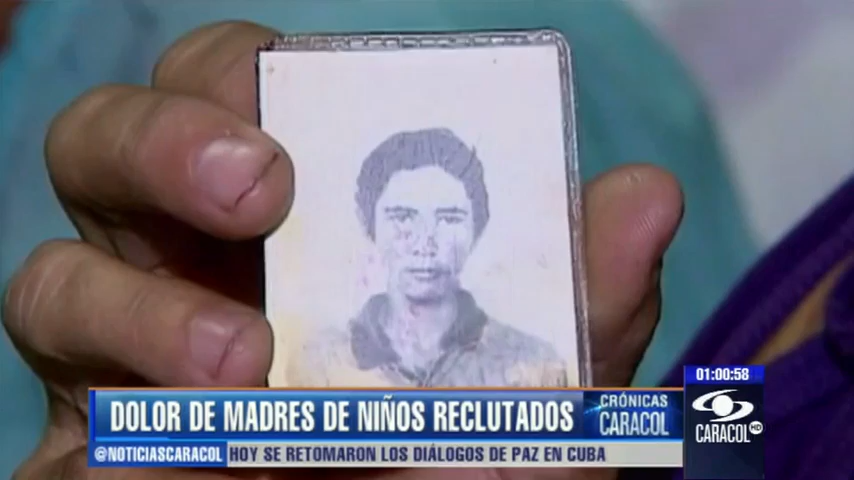 01:00:58
DOLOR DE MADRES DE NIÑOS RECLUTADOS
CRÓNICAS
CARACOL
CARACOL HD
@NOTICIASCARACOL
HOY SE RETOMARON LOS DIÁLOGOS DE PAZ EN CUBA